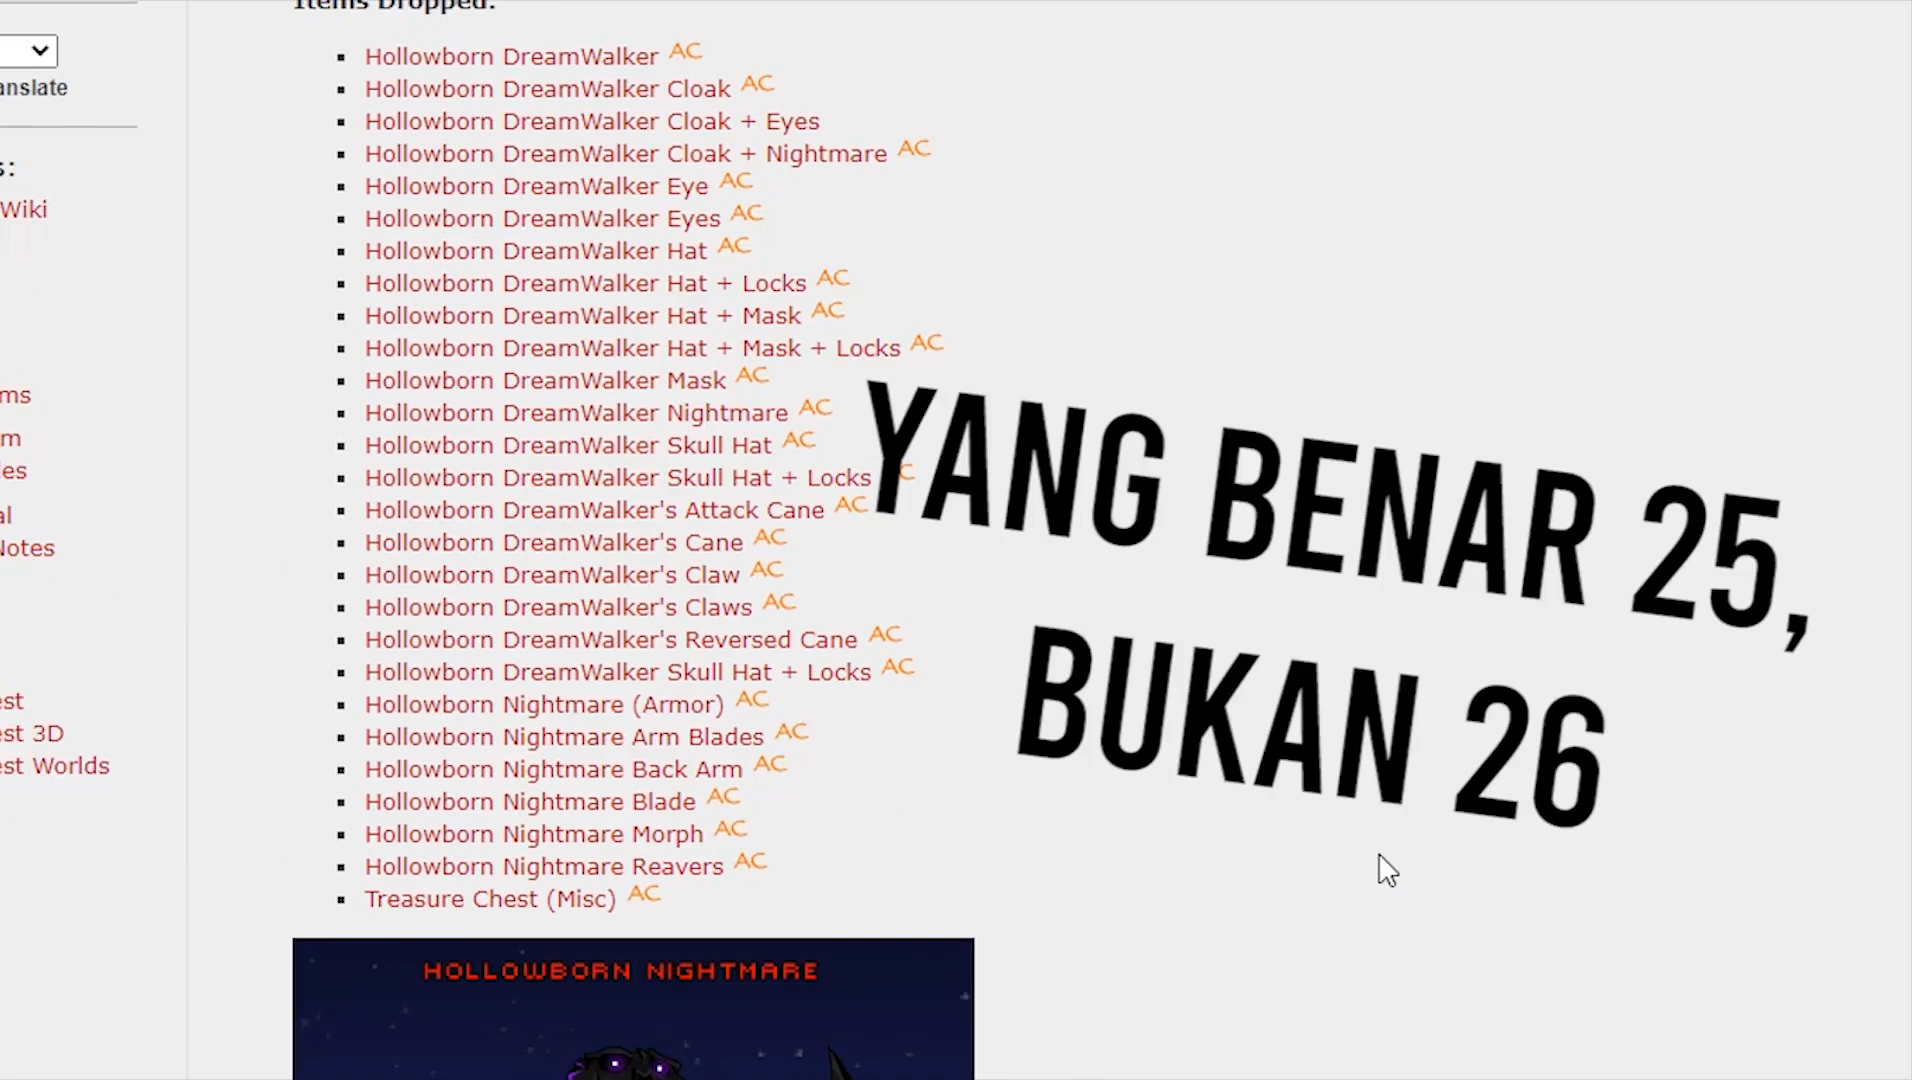 Items Dropped:
anslate
s:
Wiki
ms
m
les
al
Notes
est
est 3D
est Worlds
Hollowborn DreamWalker AC
Hollowborn DreamWalker Cloak AC
Hollowborn DreamWalker Cloak + Eyes
Hollowborn DreamWalker Cloak + Nightmare AC
Hollowborn DreamWalker Eye AC
Hollowborn DreamWalker Eyes AC
Hollowborn DreamWalker Hat AC
Hollowborn DreamWalker Hat + Locks AC
Hollowborn DreamWalker Hat + Mask AC
Hollowborn DreamWalker Hat + Mask + Locks AC
Hollowborn DreamWalker Mask AC
Hollowborn DreamWalker Nightmare AC
Hollowborn DreamWalker Skull Hat AC
Hollowborn DreamWalker Skull Hat + Locks C
Hollowborn DreamWalker's Attack Cane AC
Hollowborn DreamWalker's Cane AC
Hollowborn DreamWalker's Claw AC
Hollowborn DreamWalker's Claws AC
Hollowborn DreamWalker's Reversed Cane AC
Hollowborn DreamWalker Skull Hat + Locks AC
Hollowborn Nightmare (Armor) AC
Hollowborn Nightmare Arm Blades AC
Hollowborn Nightmare Back Arm AC
Hollowborn Nightmare Blade AC
Hollowborn Nightmare Morph AC
Hollowborn Nightmare Reavers AC
Treasure Chest (Misc) AC
YANG BENAR 25,
BUKAN 26
HOLLOWBORN NIGHTMARE